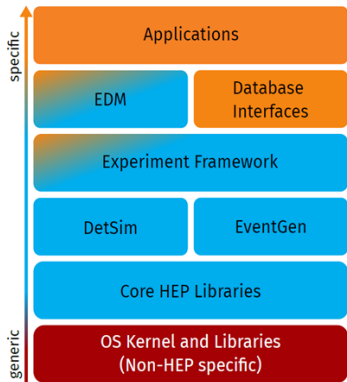 specific
Applications
EDM
Database
Interfaces
Experiment Framework
DetSim
EventGen
Core HEP Libraries
generic
OS Kernel and Libraries
(Non-HEP specific)